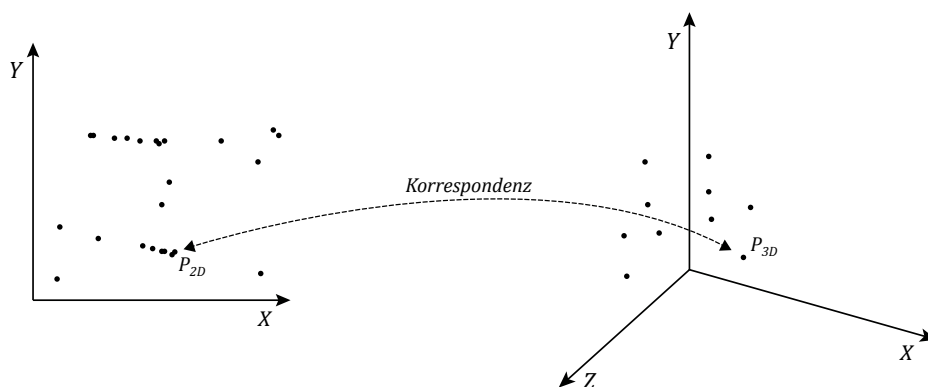 Y
Y
Korrespondenz
P2D
P3D
X
X
Z